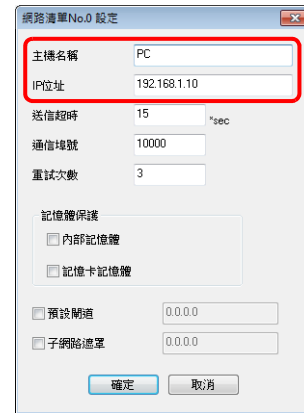 網路清單No.0 設定
主機名稱 PC
IP位址 192.168.1.10
送信超時 15 *sec
通信埠號 10000
重試次數 3
記憶體保護
內部記憶體
記憶卡記憶體
預設閘道 0.0.0.0
子網路遮罩 0.0.0.0
確定 取消